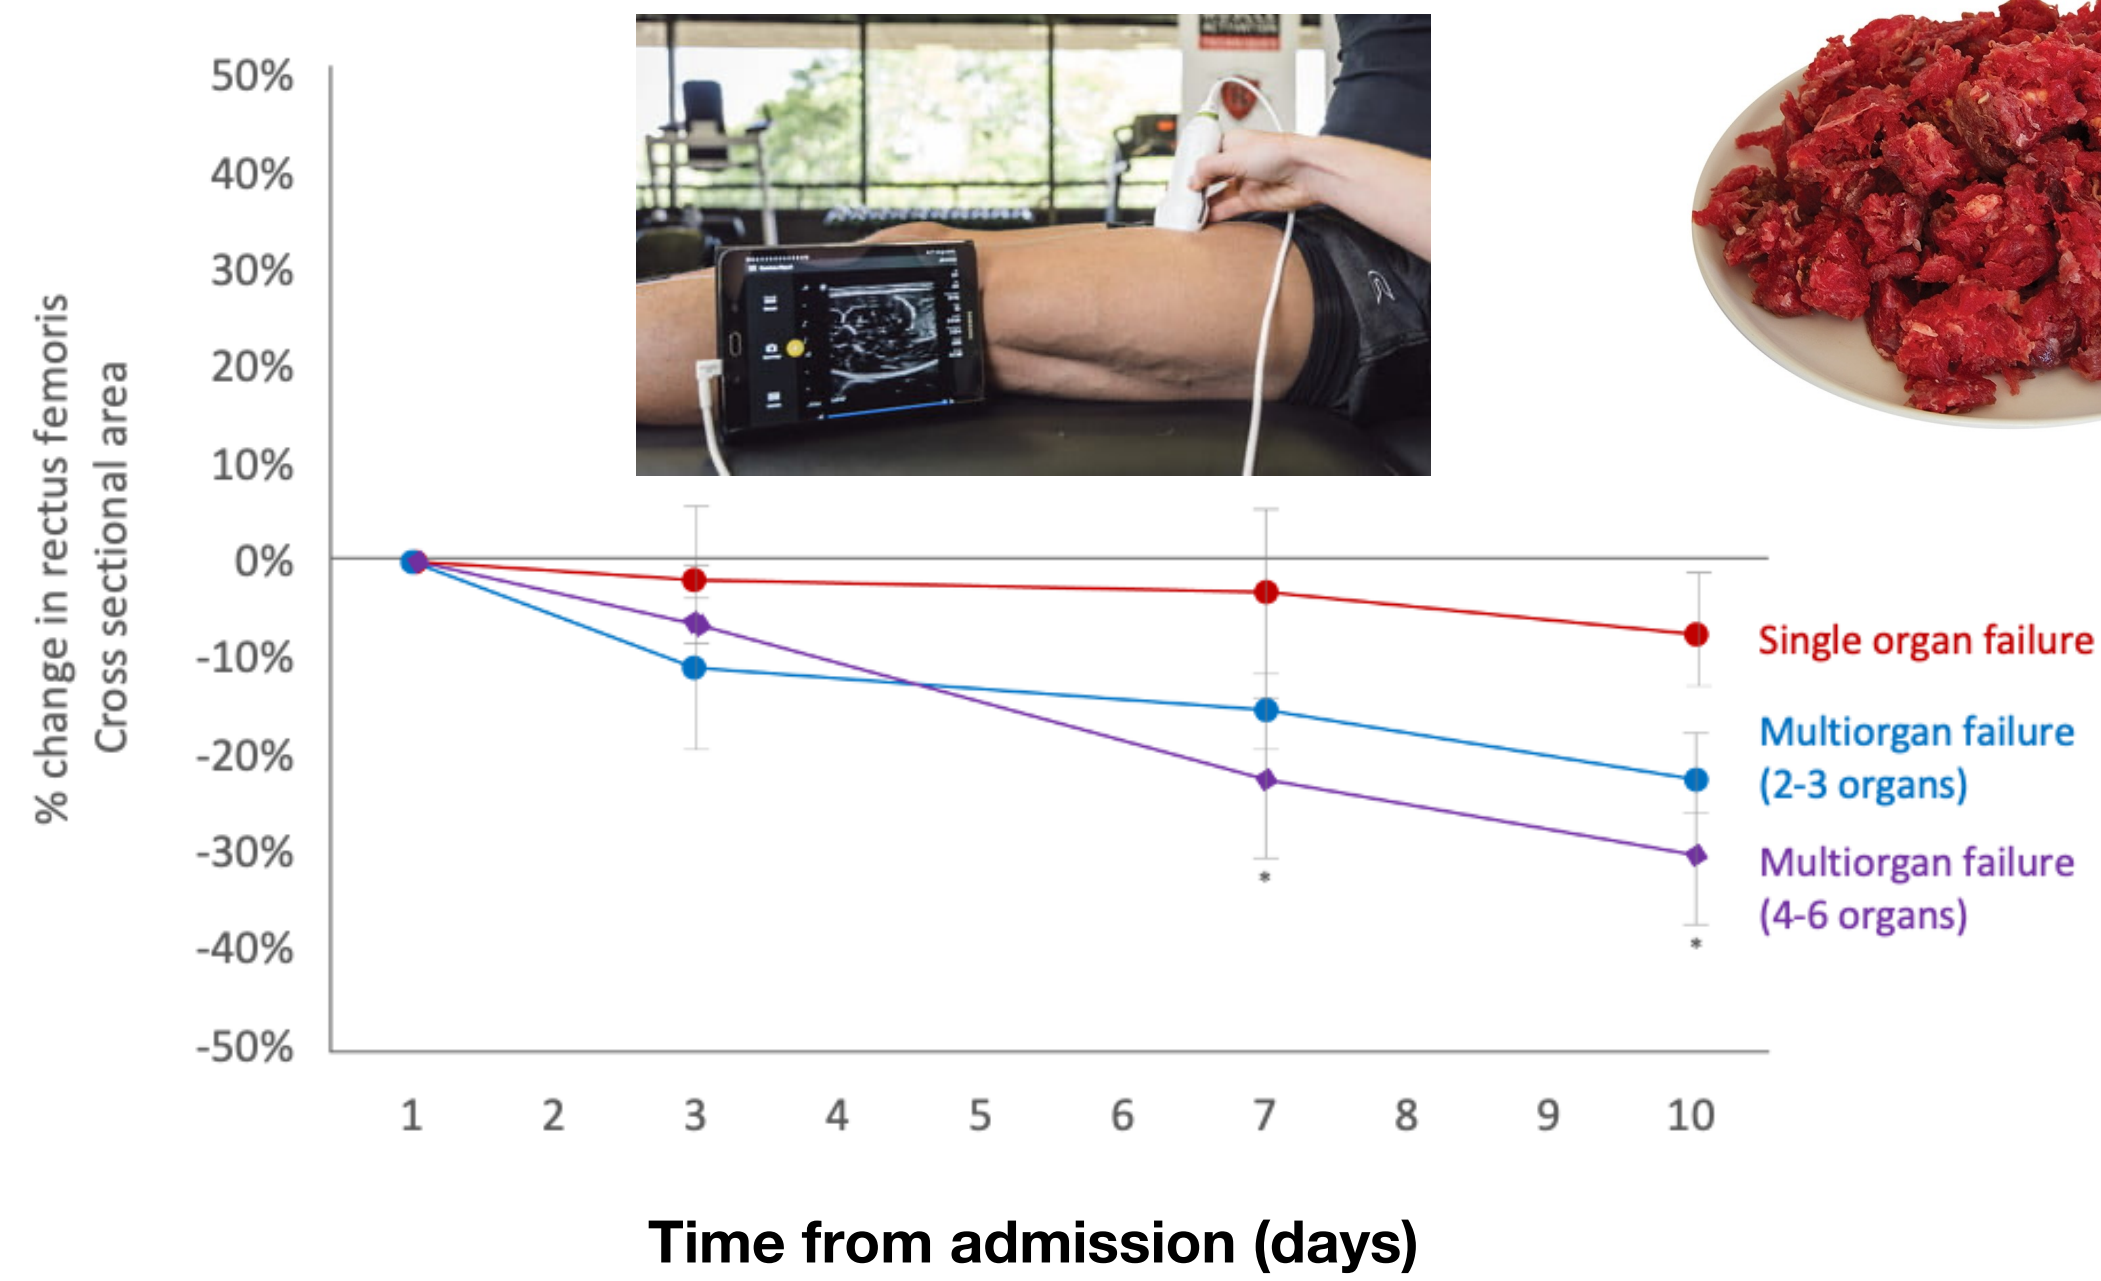 % change in rectus femoris
Cross sectional area
50%
40%
30%
20%
10%
0%
-10%
-20%
-30%
-40%
-50%
*
*
Single organ failure
Multiorgan failure
(2-3 organs)
Multiorgan failure
(4-6 organs)
1 2 3 4 5 6 7 8 9 10
Time from admission (days)